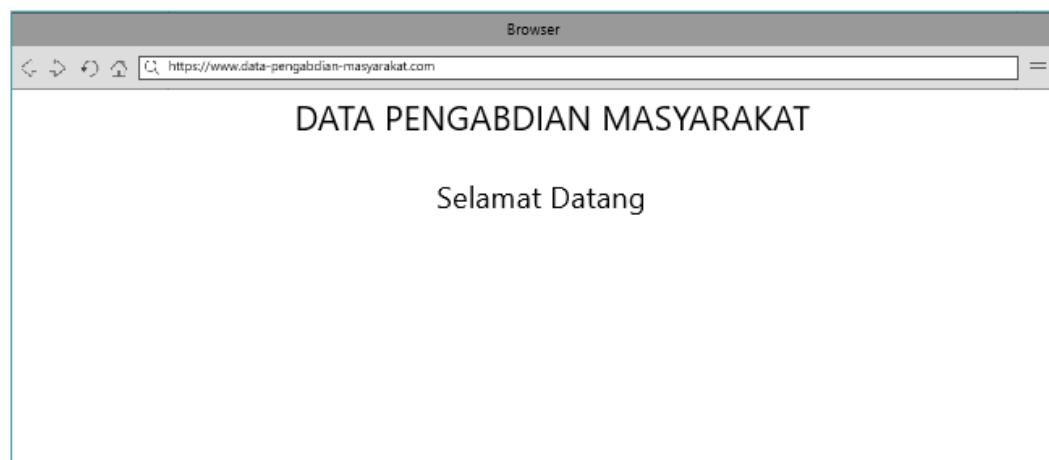 Browser
https://www.data-pengabdian-masyarakat.com
DATA PENGABDIAN MASYARAKAT
Selamat Datang